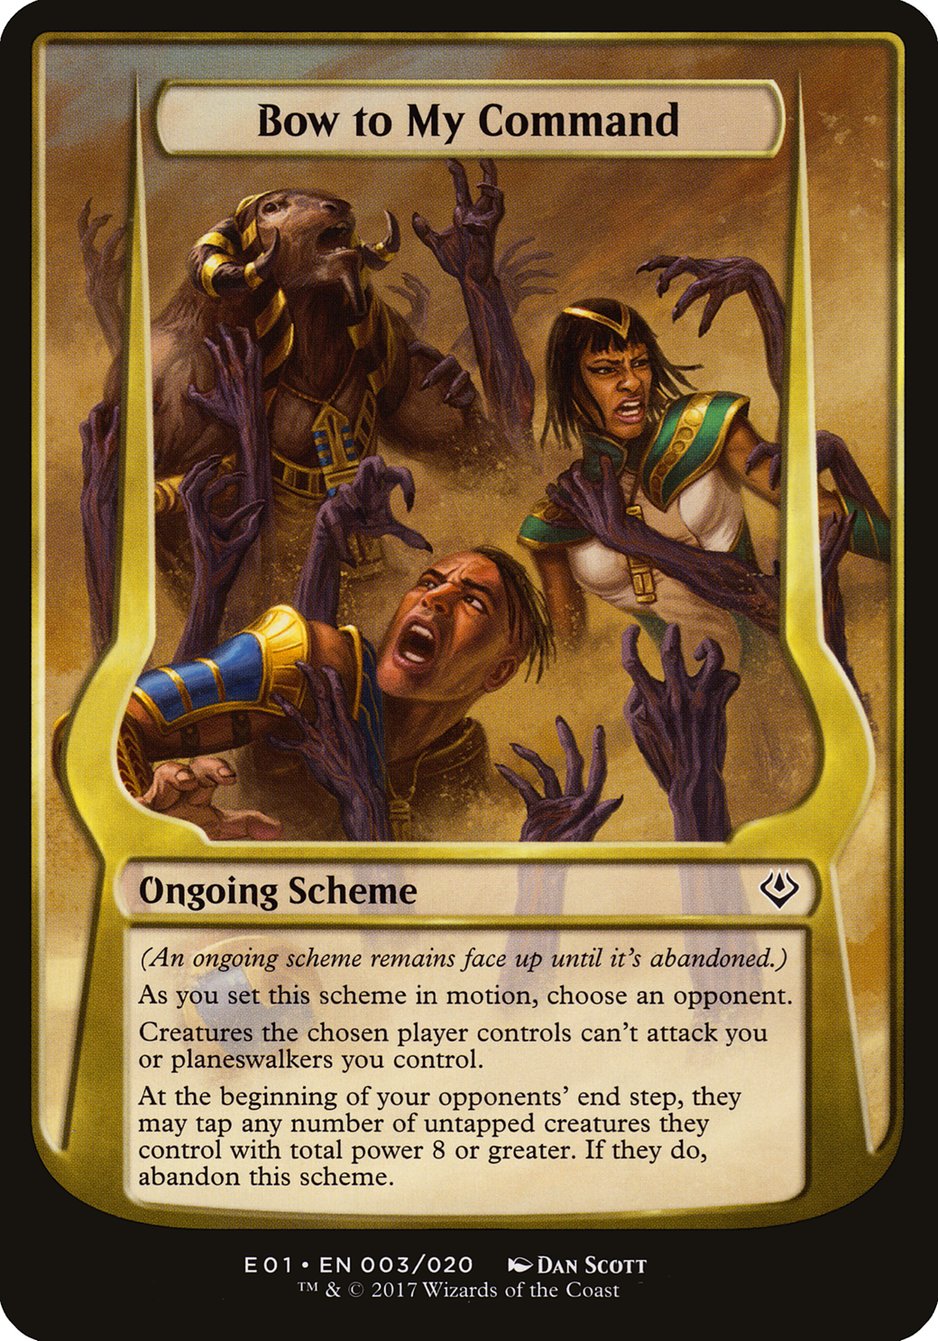 Bow to My Command
Ongoing Scheme
(An ongoing scheme remains face up until it's abandoned.)
As you set this scheme in motion, choose an opponent.
Creatures the chosen player controls can't attack you
or planeswalkers you control.
At the beginning of your opponents' end step, they
may tap any number of untapped creatures they
control with total power 8 or greater. If they do,
abandon this scheme.
E01 • EN 003/020 Dan Scott
™ & © 2017 Wizards of the Coast